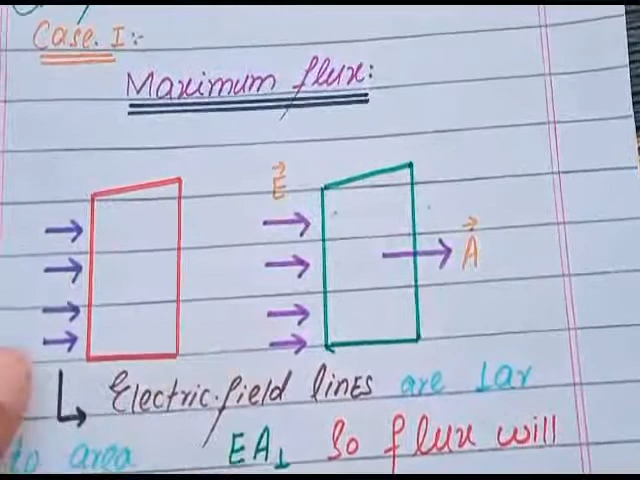 Case. I:-
Maximum flux:
E
A
Electric. field lines are ⊥ar
to area EA⊥ So flux will